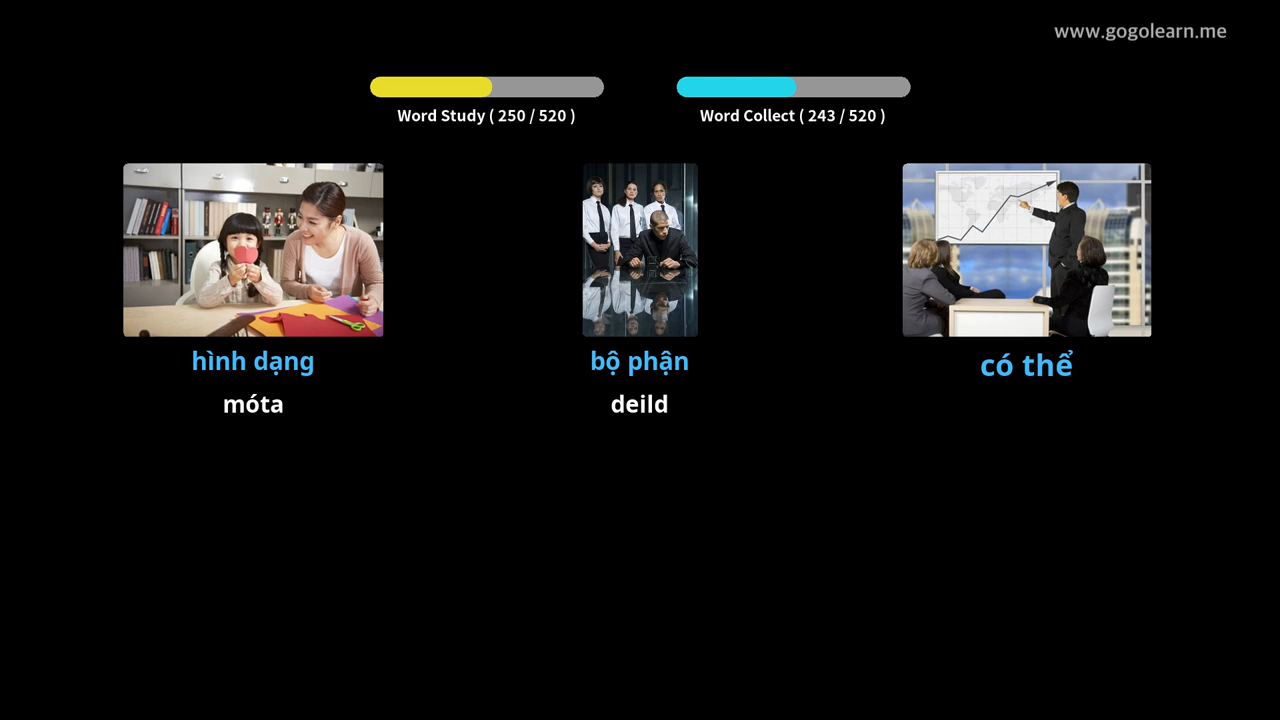 www.gogolearn.me
Word Study ( 250 / 520 )
Word Collect ( 243 / 520 )
hình dạng
bộ phận
có thể
móta
deild